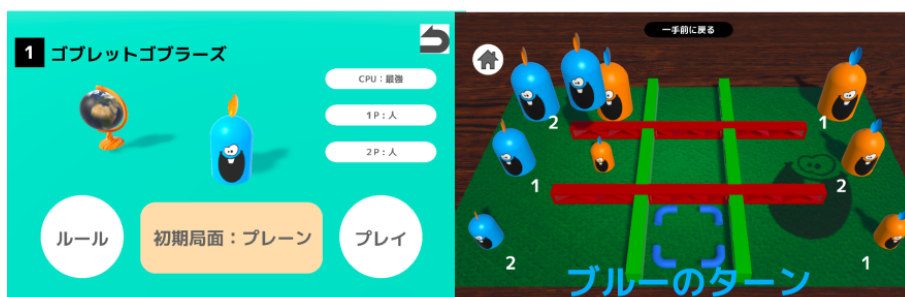 1 ゴブレットゴブラーズ
CPU：最強
1P：人
2P：人
ルール
初期局面：プレーン
プレイ
一手前に戻る
2
1
1
2
2
1
ブルーのターン